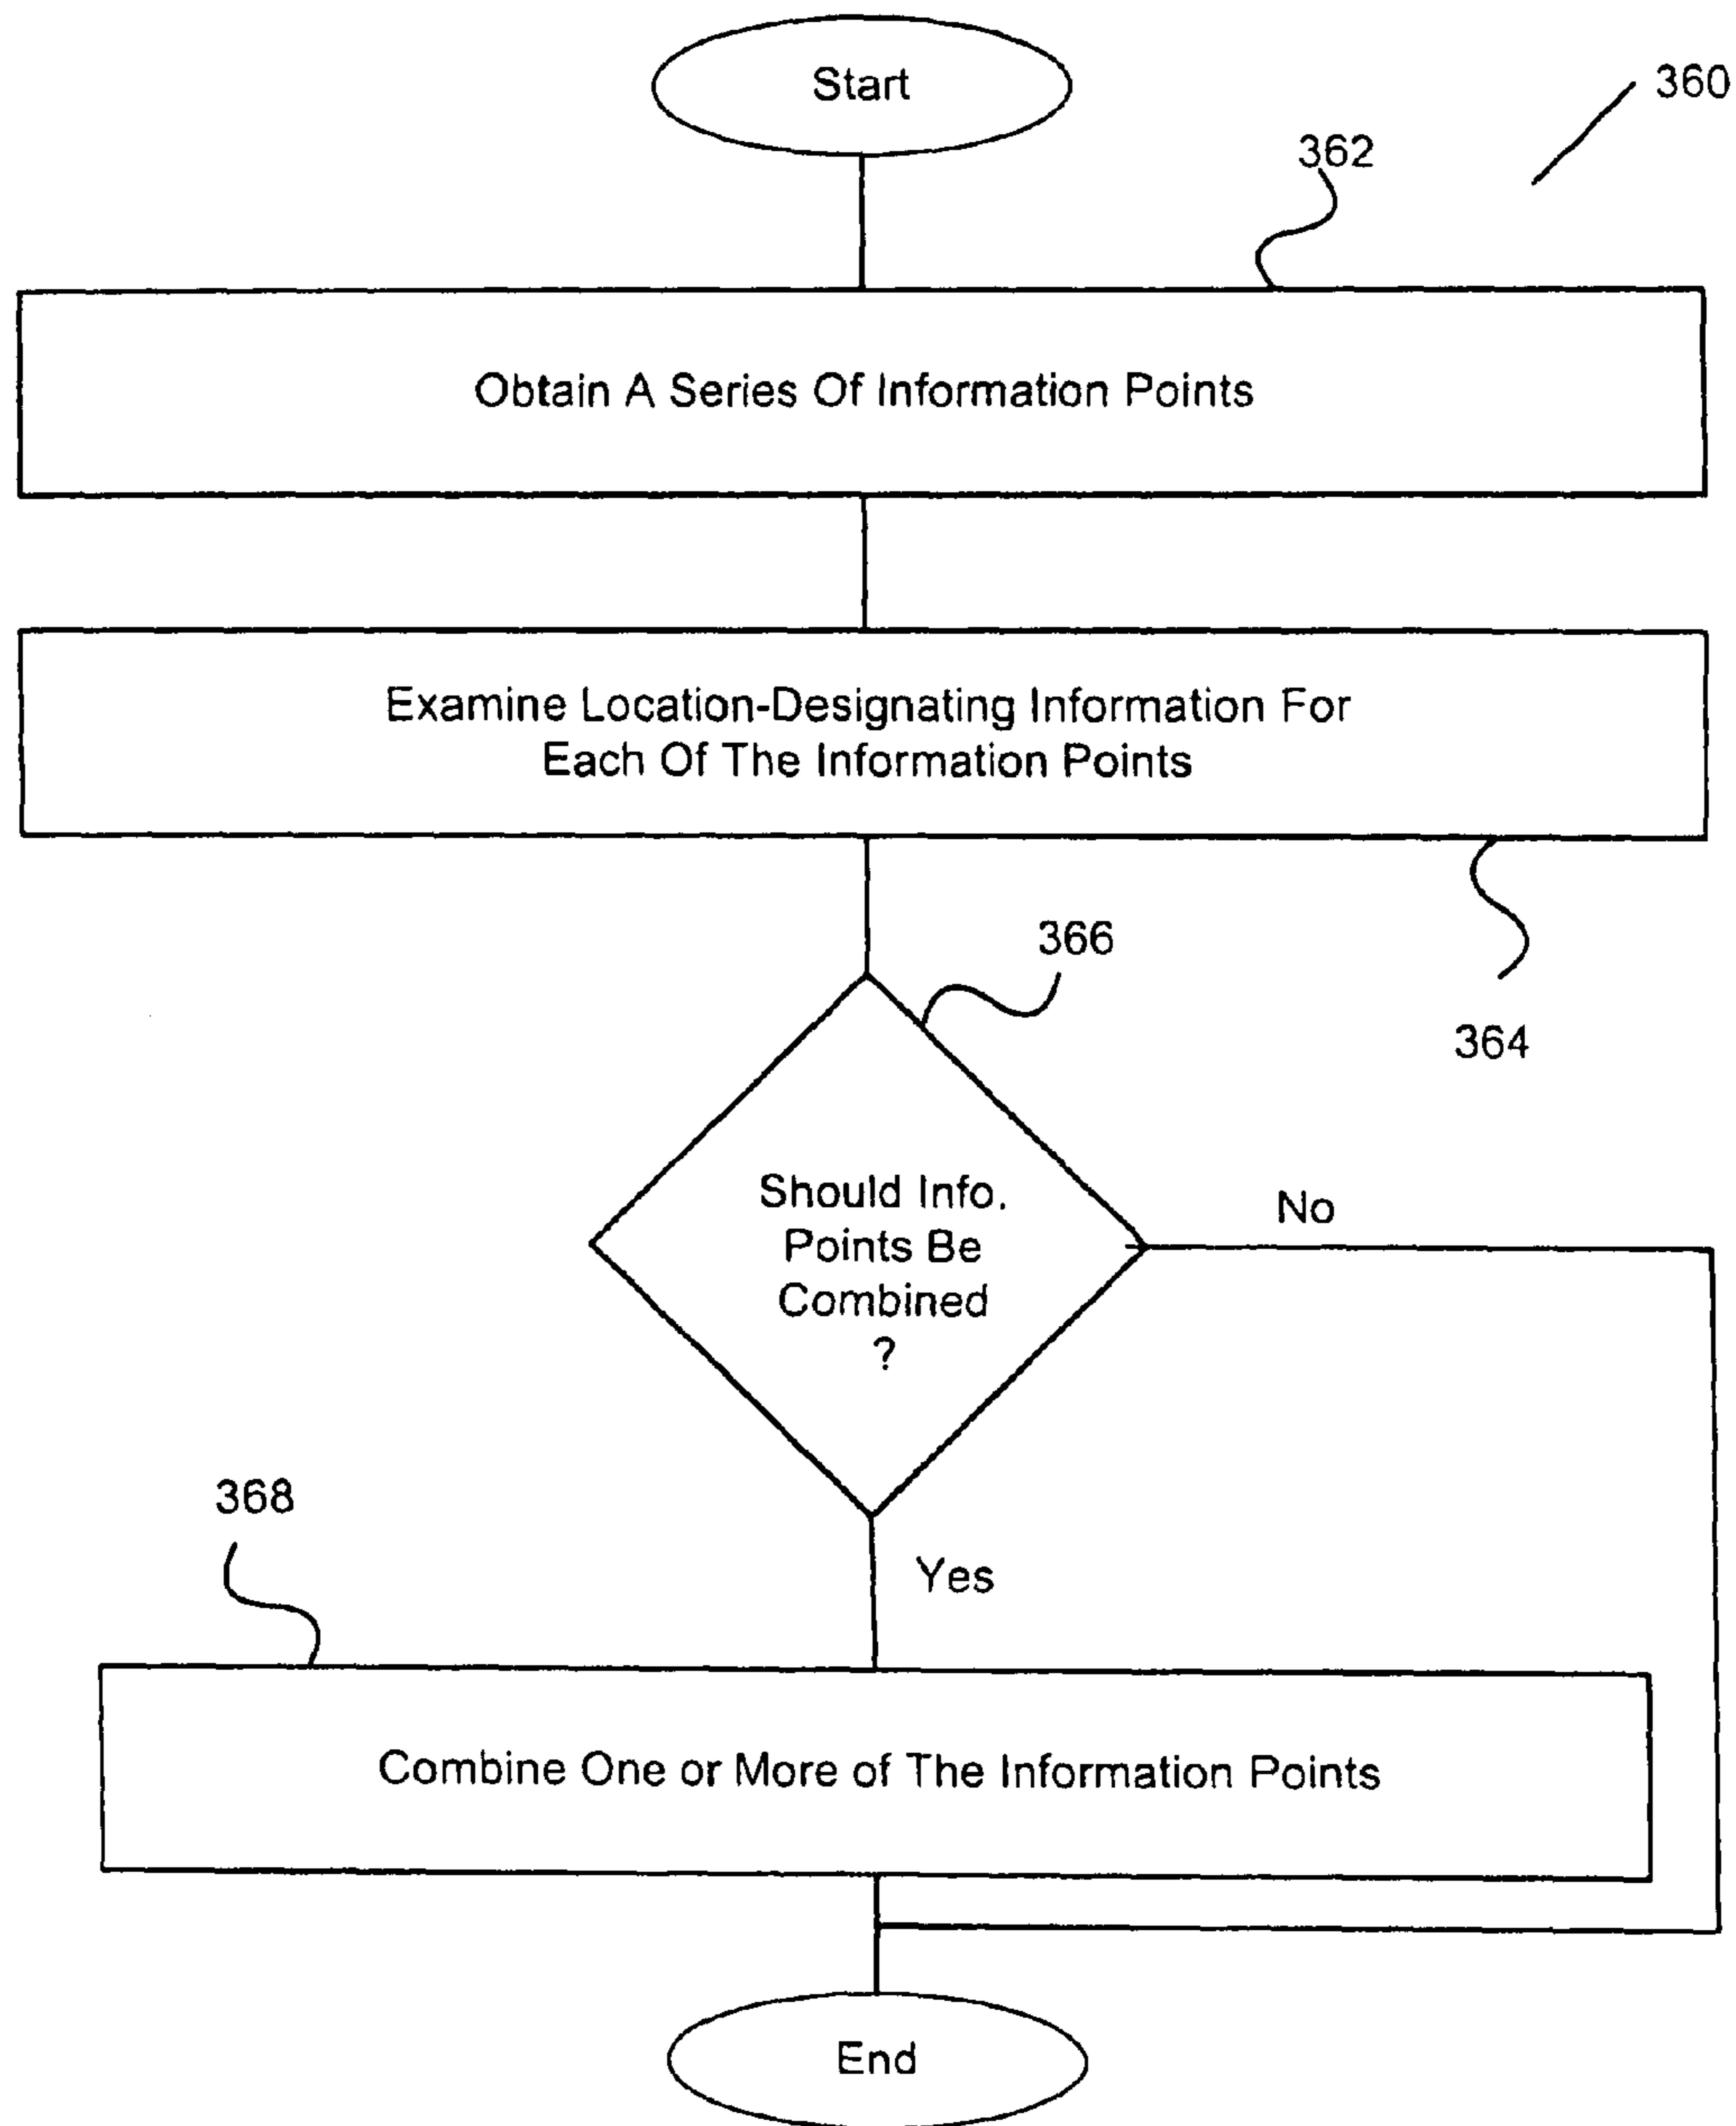 Start
360
362
Obtain A Series Of Information Points
Examine Location-Designating Information For
Each Of The Information Points
366
364
Should Info.
Points Be
Combined
?
No
Yes
368
Combine One or More of The Information Points
End